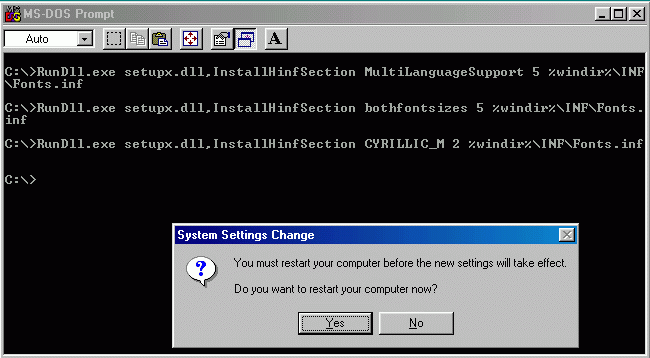 MS-DOS Prompt
Auto
A
C:\>RunDll.exe setupx.dll,InstallHinfSection MultiLanguageSupport 5 %windir%\INF
\Fonts.inf
C:\>RunDll.exe setupx.dll,InstallHinfSection bothfontsizes 5 %windir%\INF\Fonts.
inf
C:\>RunDll.exe setupx.dll,InstallHinfSection CYRILLIC_M 2 %windir%\INF\Fonts.inf
C:\>
System Settings Change
You must restart your computer before the new settings will take effect.
Do you want to restart your computer now?
Yes
No